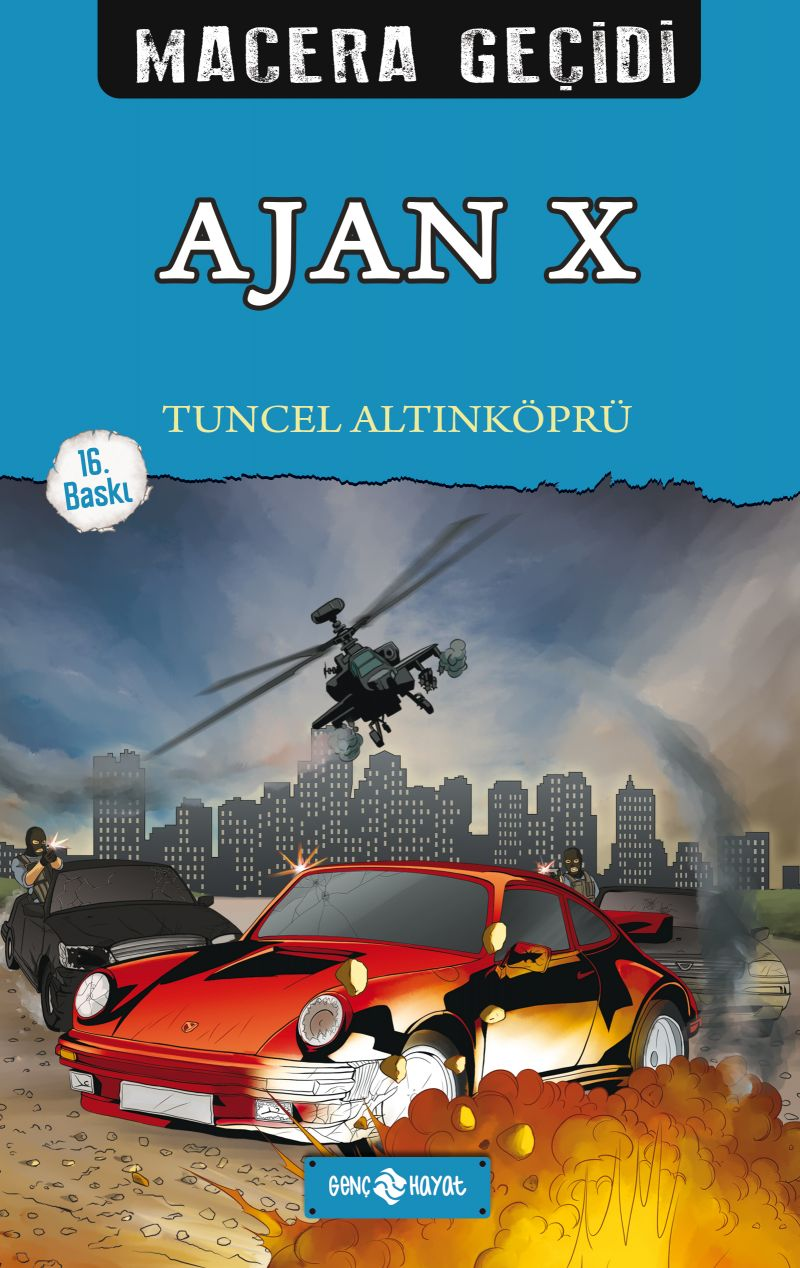 MACERA GEÇİDİ
AJAN X
TUNCEL ALTINKÖPRÜ
16.
Baskı
GENÇ HAYAT